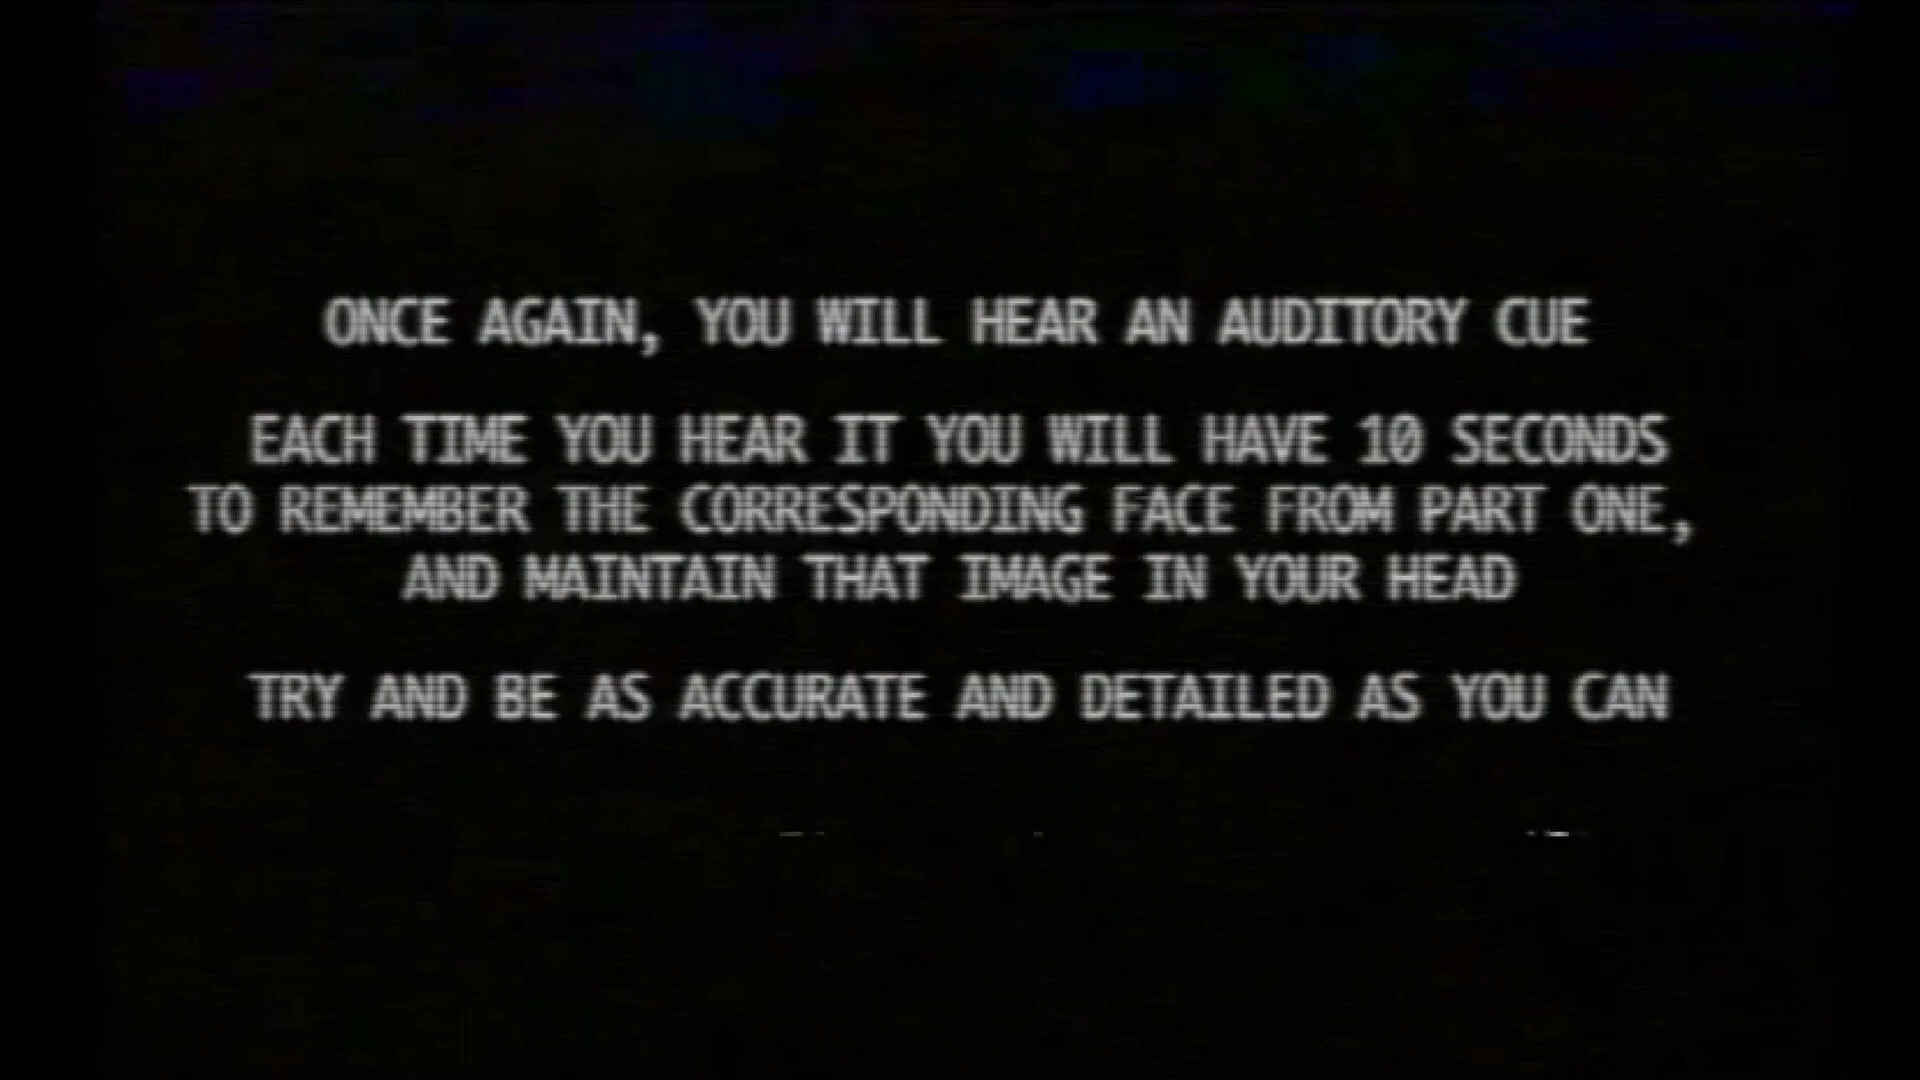 ONCE AGAIN, YOU WILL HEAR AN AUDITORY CUE
EACH TIME YOU HEAR IT YOU WILL HAVE 10 SECONDS
TO REMEMBER THE CORRESPONDING FACE FROM PART ONE,
AND MAINTAIN THAT IMAGE IN YOUR HEAD
TRY AND BE AS ACCURATE AND DETAILED AS YOU CAN